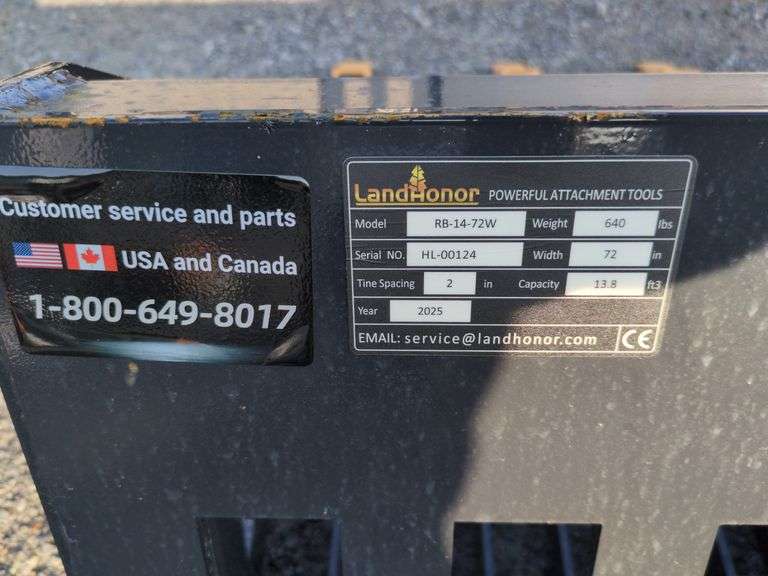 Customer service and parts
USA and Canada
1-800-649-8017
LandHonor POWERFUL ATTACHMENT TOOLS
Model RB-14-72W Weight 640 lbs
Serial NO. HL-00124 Width 72 in
Tine Spacing 2 in Capacity 13.8 ft3
Year 2025
EMAIL: service@landhonor.com CE